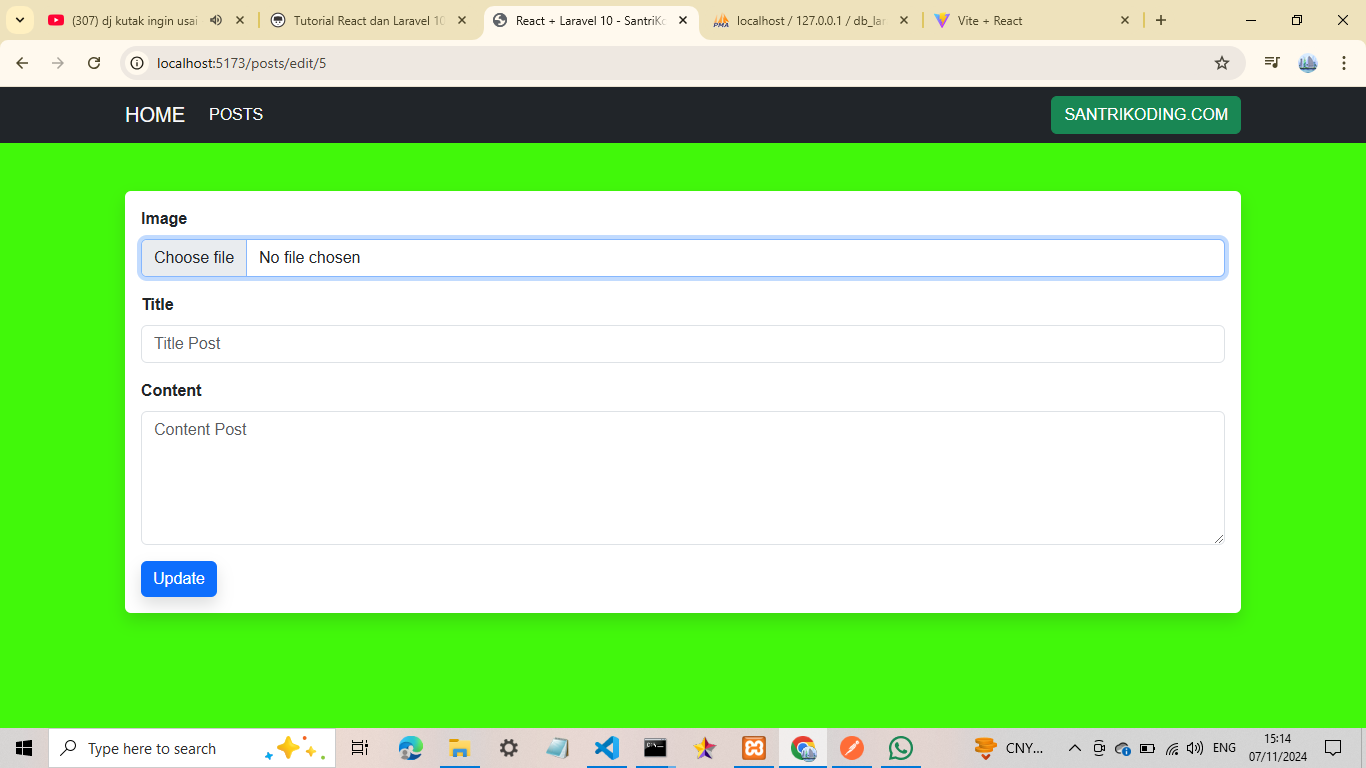 (307) dj kutak ingin usai
Tutorial React dan Laravel 10
React + Laravel 10 - SantriKo
PMA
localhost / 127.0.0.1 / db_lar
Vite + React
localhost:5173/posts/edit/5
HOME
POSTS
SANTRIKODING.COM
Image
Choose file
No file chosen
Title
Title Post
Content
Content Post
Update
Type here to search
CNY...
ENG
15:14
07/11/2024